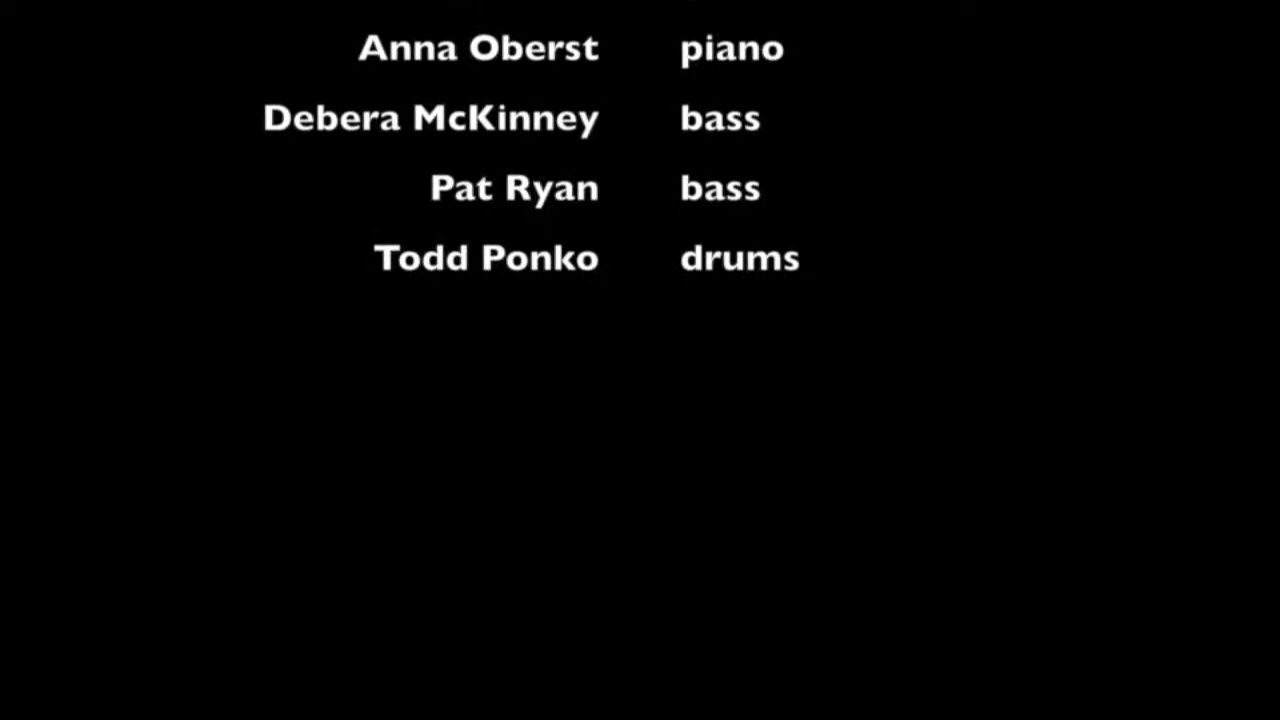 Anna Oberst piano
Debera McKinney bass
Pat Ryan bass
Todd Ponko drums